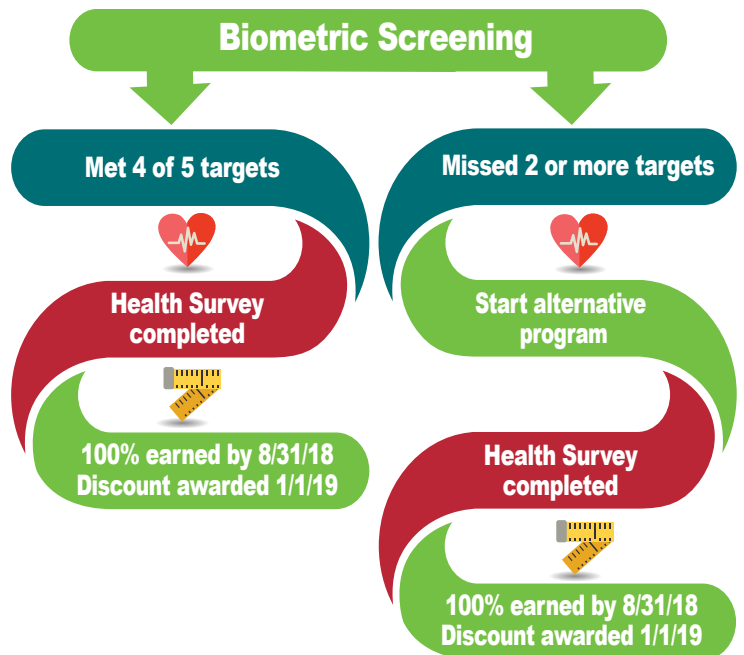 Biometric Screening
Met 4 of 5 targets
Health Survey
completed
100% earned by 8/31/18
Discount awarded 1/1/19
Missed 2 or more targets
Start alternative
program
Health Survey
completed
100% earned by 8/31/18
Discount awarded 1/1/19